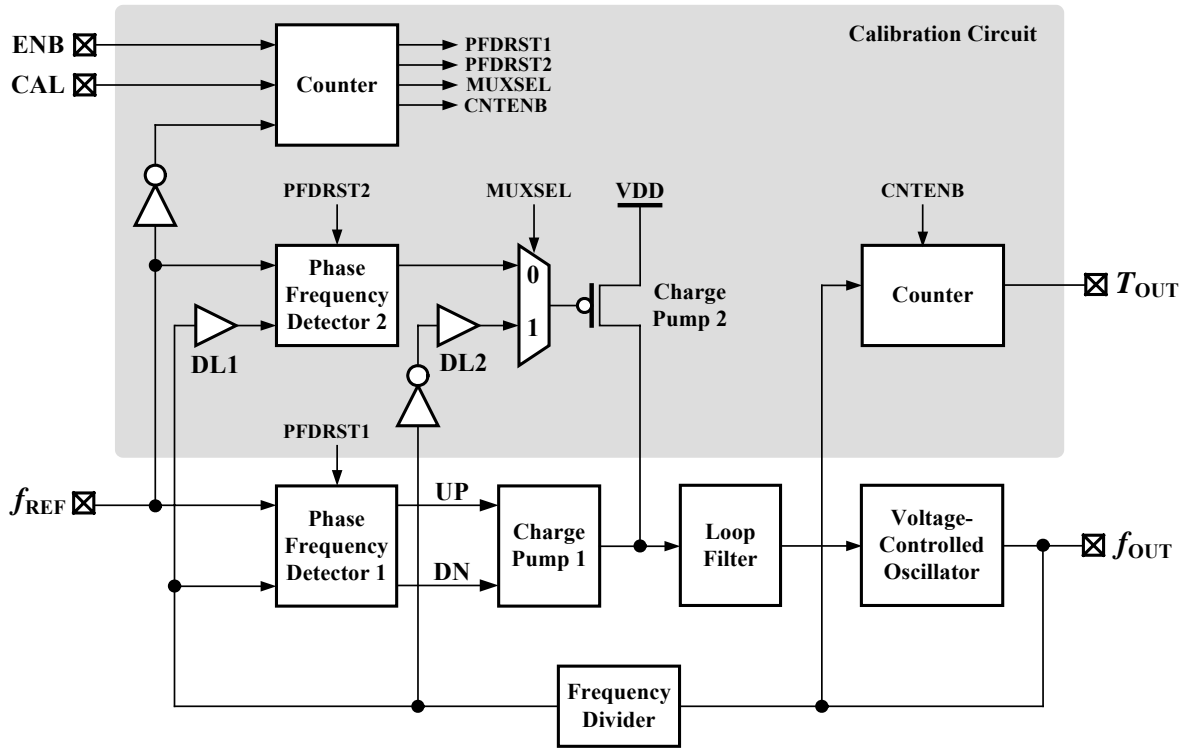 ENB
CAL
Counter
PFDRST1
PFDRST2
MUXSEL
CNTENB
Calibration Circuit
PFDRST2
MUXSEL
VDD
CNTENB
Phase
Frequency
Detector 2
0
1
Charge
Pump 2
Counter
TOUT
DL1
DL2
PFDRST1
fREF
Phase
Frequency
Detector 1
UP
DN
Charge
Pump 1
Loop
Filter
Voltage-
Controlled
Oscillator
fOUT
Frequency
Divider